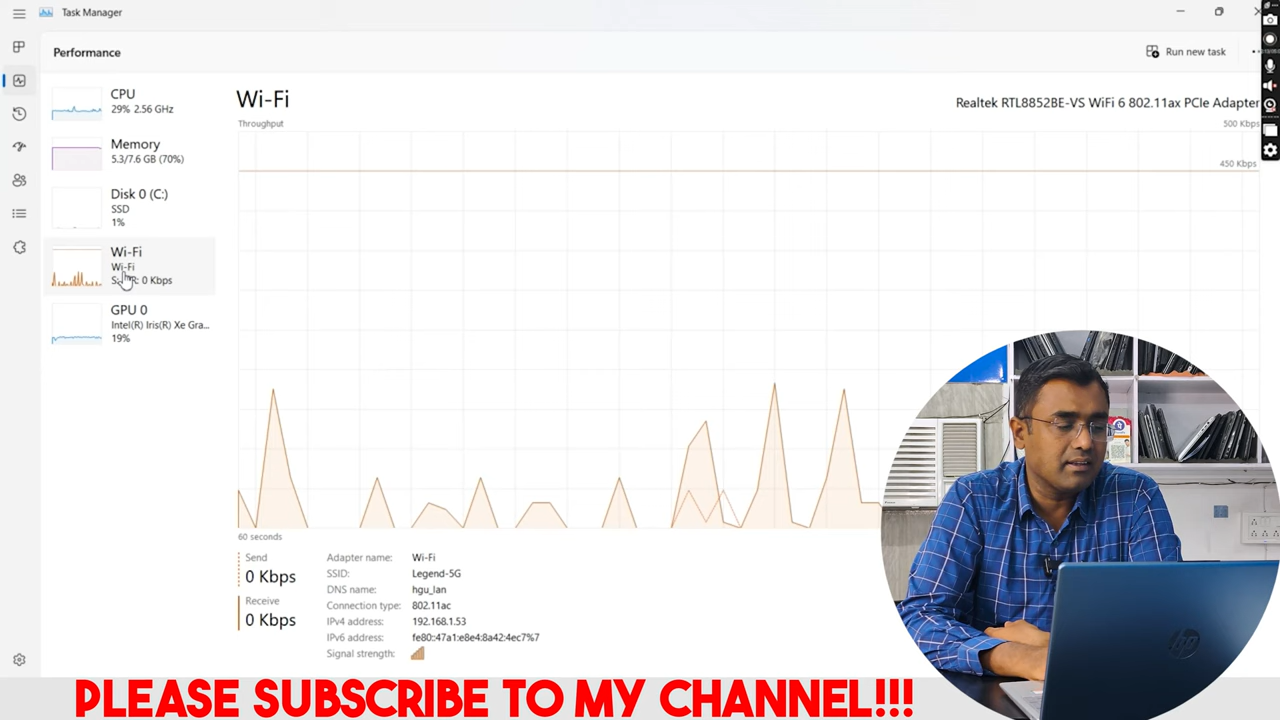 Task Manager
Performance
Run new task
CPU
29% 2.56 GHz
Memory
5.3/7.6 GB (70%)
Disk 0 (C:)
SSD
1%
Wi-Fi
Wi-Fi
0 Kbps
GPU 0
Intel(R) Iris(R) Xe Gra...
19%
Wi-Fi
Realtek RTL8852BE-VS WiFi 6 802.11ax PCIe Adapter
Throughput
500 Kbps
450 Kbps
60 seconds
Send
0 Kbps
Receive
0 Kbps
Adapter name: Wi-Fi
SSID: Legend-5G
DNS name: hgu_lan
Connection type: 802.11ac
IPv4 address: 192.168.1.53
IPv6 address: fe80::47a1:e8e4:8a42:4ec7%7
Signal strength:
hp
PLEASE SUBSCRIBE TO MY CHANNEL!!!